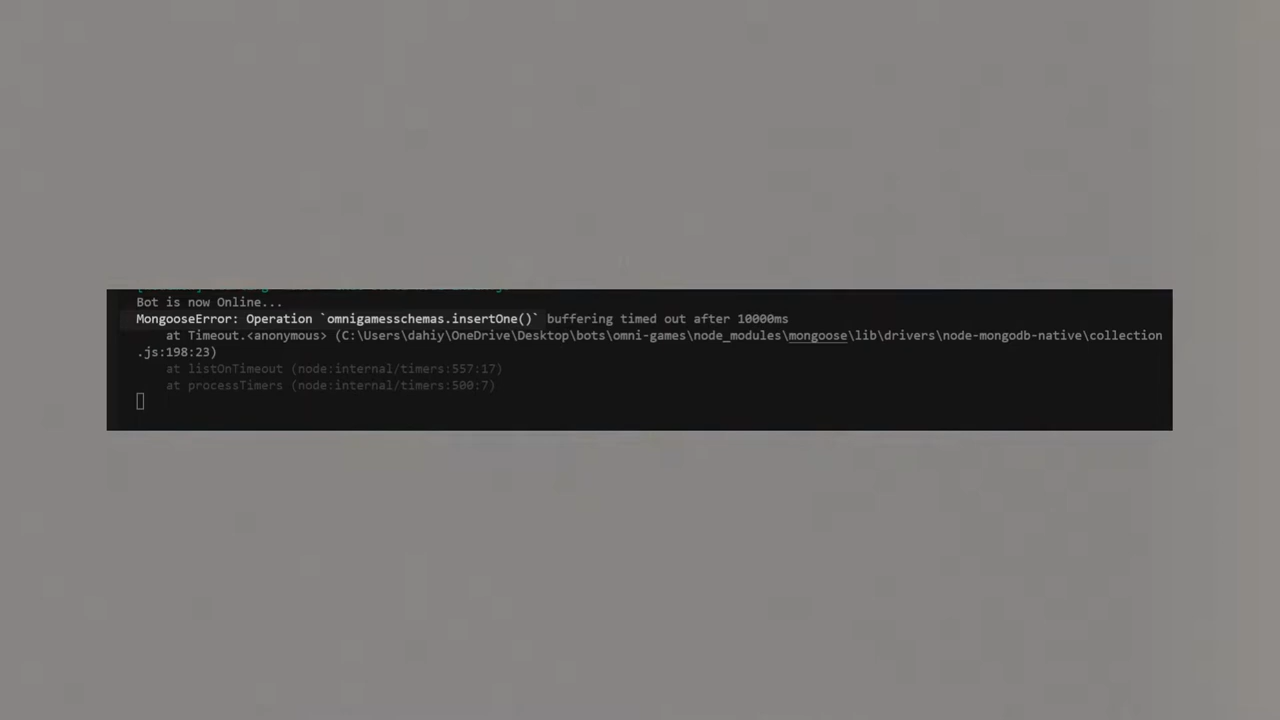 Bot is now Online...
MongooseError: Operation `omnigamesschemas.insertOne()` buffering timed out after 10000ms
at Timeout.<anonymous> (C:\Users\dahiy\OneDrive\Desktop\bots\omni-games\node_modules\mongoose\lib\drivers\node-mongodb-native\collection
.js:198:23)
at listOnTimeout (node:internal/timers:557:17)
at processTimers (node:internal/timers:500:7)